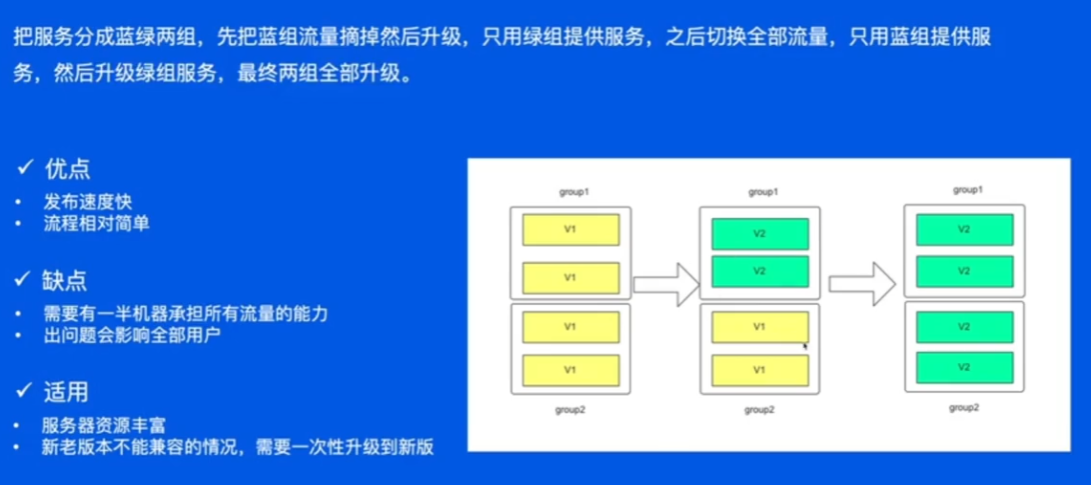 把服务分成蓝绿两组，先把蓝组流量摘掉然后升级，只用绿组提供服务，之后切换全部流量，只用蓝组提供服
务，然后升级绿组服务，最终两组全部升级。
✓ 优点
• 发布速度快
• 流程相对简单
✓ 缺点
• 需要有一半机器承担所有流量的能力
• 出问题会影响全部用户
✓ 适用
• 服务器资源丰富
• 新老版本不能兼容的情况，需要一次性升级到新版
group1
V1
V1
V1
V1
group2
group1
V2
V2
V1
V1
group2
group1
V2
V2
V2
V2
group2